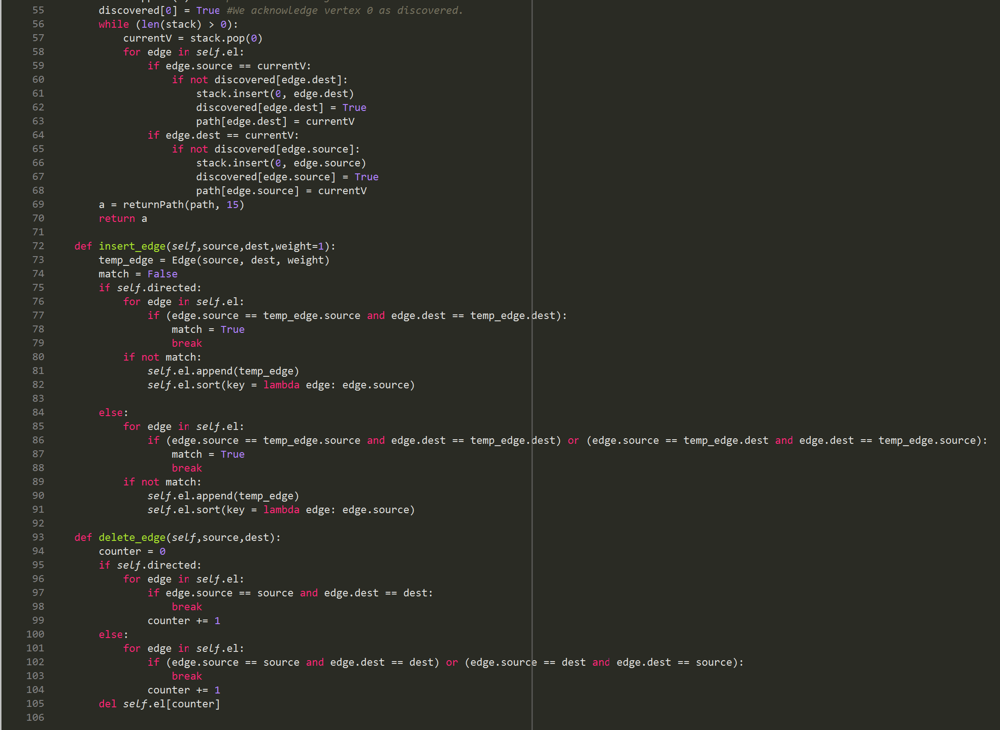 55 discovered[0] = True #We acknowledge vertex 0 as discovered.
56 while (len(stack) > 0):
57 currentV = stack.pop(0)
58 for edge in self.el:
59 if edge.source == currentV:
60 if not discovered[edge.dest]:
61 stack.insert(0, edge.dest)
62 discovered[edge.dest] = True
63 path[edge.dest] = currentV
64 if edge.dest == currentV:
65 if not discovered[edge.source]:
66 stack.insert(0, edge.source)
67 discovered[edge.source] = True
68 path[edge.source] = currentV
69 a = returnPath(path, 15)
70 return a
71
72 def insert_edge(self,source,dest,weight=1):
73 temp_edge = Edge(source, dest, weight)
74 match = False
75 if self.directed:
76 for edge in self.el:
77 if (edge.source == temp_edge.source and edge.dest == temp_edge.dest):
78 match = True
79 break
80 if not match:
81 self.el.append(temp_edge)
82 self.el.sort(key = lambda edge: edge.source)
83
84 else:
85 for edge in self.el:
86 if (edge.source == temp_edge.source and edge.dest == temp_edge.dest) or (edge.source == temp_edge.dest and edge.dest == temp_edge.source):
87 match = True
88 break
89 if not match:
90 self.el.append(temp_edge)
91 self.el.sort(key = lambda edge: edge.source)
92
93 def delete_edge(self,source,dest):
94 counter = 0
95 if self.directed:
96 for edge in self.el:
97 if edge.source == source and edge.dest == dest:
98 break
99 counter += 1
100 else:
101 for edge in self.el:
102 if (edge.source == source and edge.dest == dest) or (edge.source == dest and edge.dest == source):
103 break
104 counter += 1
105 del self.el[counter]
106